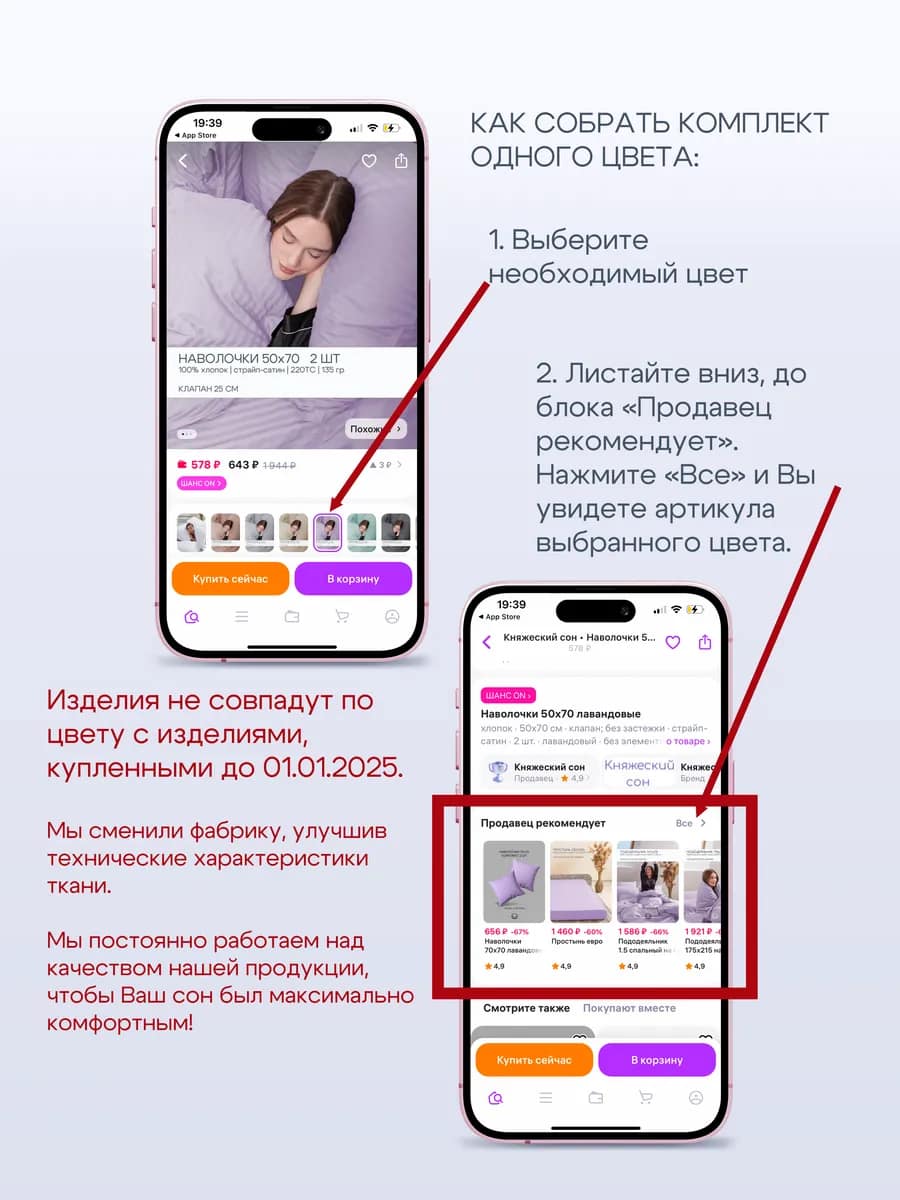 КАК СОБРАТЬ КОМПЛЕКТ
ОДНОГО ЦВЕТА:
1. Выберите
необходимый цвет
2. Листайте вниз, до
блока «Продавец
рекомендует».
Нажмите «Все» и Вы
увидете артикула
выбранного цвета.
19:39
App Store
НАВОЛОЧКИ 50х70 2 ШТ
100% хлопок | страйп-сатин | 220ТС | 135 гр.
КЛАПАН 25 СМ
578 ₽ 643 ₽ 1 944 ₽
3 ₽
ШАНС ON
Купить сейчас
В корзину
Изделия не совпадут по
цвету с изделиями,
купленными до 01.01.2025.
Мы сменили фабрику, улучшив
технические характеристики
ткани.
Мы постоянно работаем над
качеством нашей продукции,
чтобы Ваш сон был максимально
комфортным!
19:39
App Store
Княжеский сон • Наволочки 5...
578 ₽
ШАНС ON
Наволочки 50х70 лавандовые
хлопок · 50х70 см · клапан; без застежки · страйп-
сатин · 2 шт. · лавандовый · без элемент о товаре
Княжеский сон
Продавец · 4,9
Княжеский
сон
Бренд
Продавец рекомендует
Все
656 ₽ -67%
Наволочки
70х70 лавандо
4,9
1 460 ₽ -60%
Простынь евро
4,9
1 586 ₽ -66%
Пододеяльник
1.5 спальный на
4,9
1 921 ₽
175х215 на
4,9
Смотрите также
Покупают вместе
Купить сейчас
В корзину